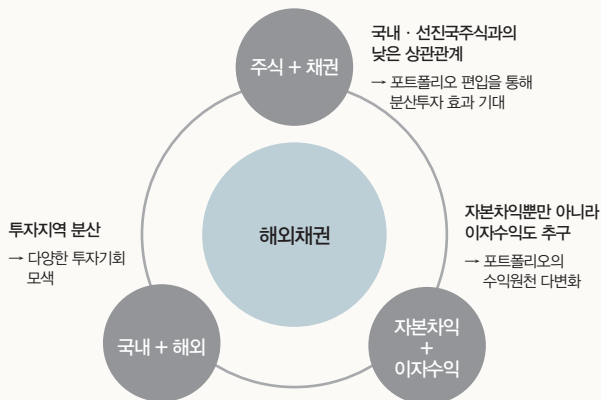 주식 + 채권
국내 · 선진국주식과의
낮은 상관관계
→ 포트폴리오 편입을 통해
분산투자 효과 기대
해외채권
투자지역 분산
→ 다양한 투자기회
모색
국내 + 해외
자본차익뿐만 아니라
이자수익도 추구
→ 포트폴리오의
수익원천 다변화
자본차익
+
이자수익